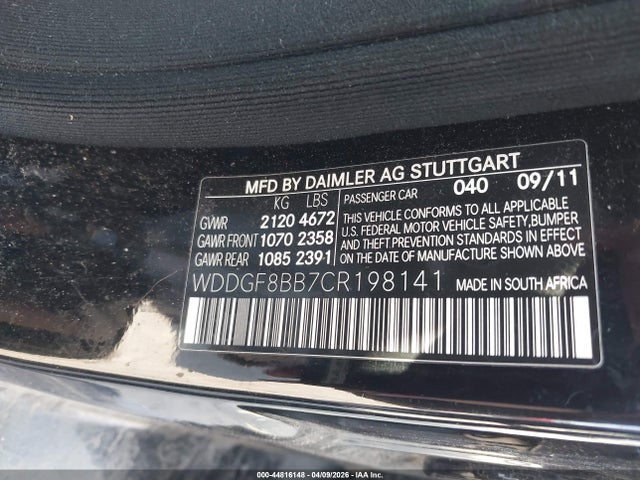 MFD BY DAIMLER AG STUTTGART
KG LBS PASSENGER CAR 040 09/11
GVWR 2120 4672
GAWR FRONT 1070 2358
GAWR REAR 1085 2391
THIS VEHICLE CONFORMS TO ALL APPLICABLE
U.S. FEDERAL MOTOR VEHICLE SAFETY, BUMPER
AND THEFT PREVENTION STANDARDS IN EFFECT
ON THE DATE OF MANUFACTURE SHOWN ABOVE.
WDDGF8BB7CR198141 MADE IN SOUTH AFRICA
000-44816148 - 04/09/2026 - IAA Inc.